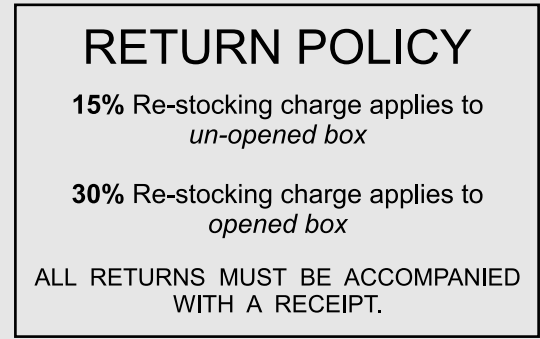 RETURN POLICY
15% Re-stocking charge applies to
un-opened box
30% Re-stocking charge applies to
opened box
ALL RETURNS MUST BE ACCOMPANIED
WITH A RECEIPT.